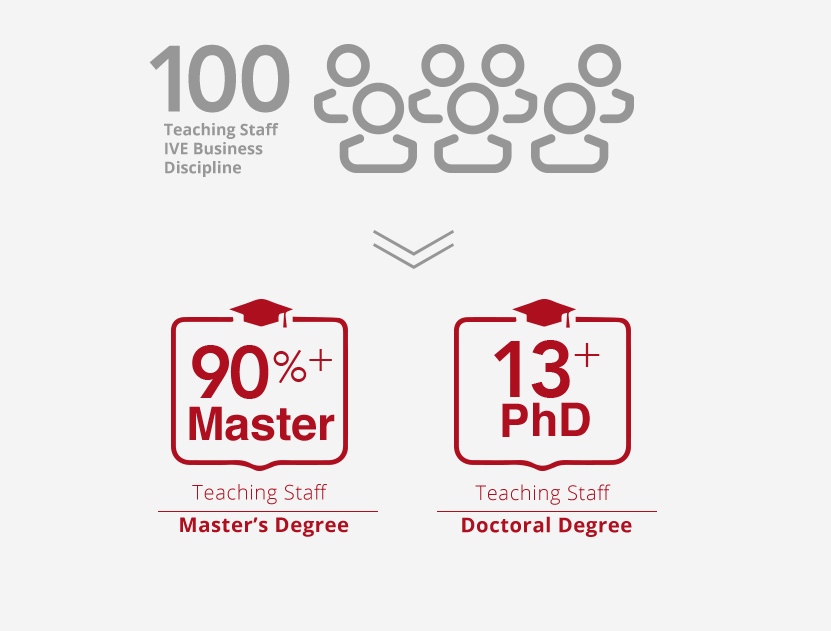 100
Teaching Staff
IVE Business
Discipline
90%+
Master
Teaching Staff
Master’s Degree
13+
PhD
Teaching Staff
Doctoral Degree